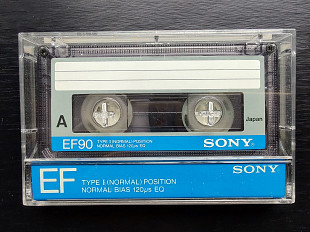 A
Japan
EF90 TYPE I (NORMAL) POSITION
NORMAL BIAS 120μs EQ SONY
EF TYPE I (NORMAL) POSITION
NORMAL BIAS 120μs EQ
SONY